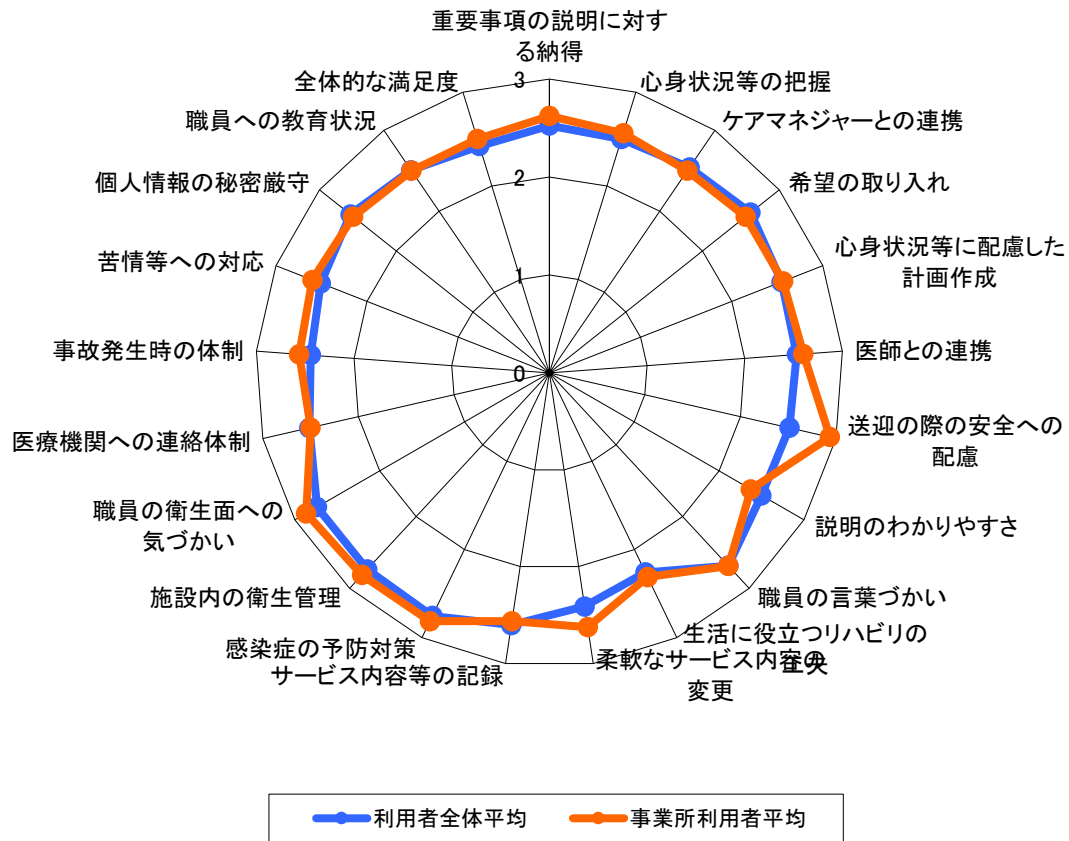 重要事項の説明に対す
る納得
心身状況等の把握
ケアマネジャーとの連携
希望の取り入れ
心身状況等に配慮した
計画作成
医師との連携
送迎の際の安全への
配慮
説明のわかりやすさ
職員の言葉づかい
生活に役立つリハビリの
柔軟なサービス内容の
変更
サービス内容等の記録
感染症の予防対策
施設内の衛生管理
職員の衛生面への
気づかい
医療機関への連絡体制
事故発生時の体制
苦情等への対応
個人情報の秘密厳守
職員への教育状況
全体的な満足度
3
2
1
0
利用者全体平均
事業所利用者平均